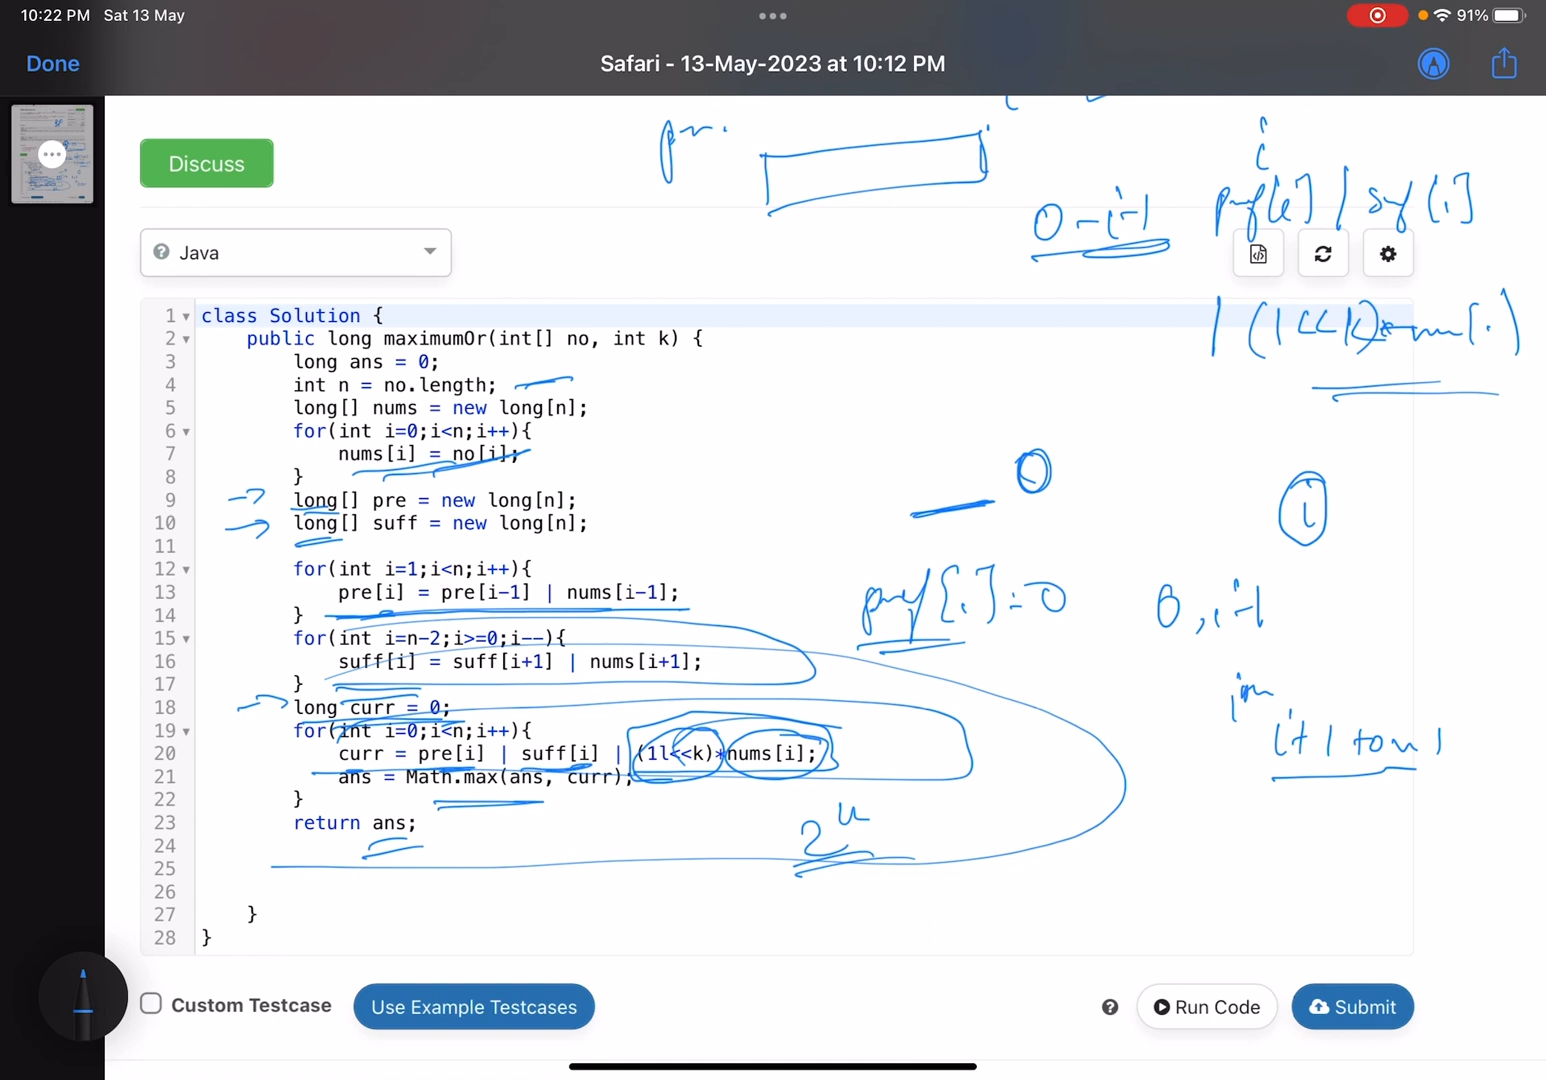 10:22 PM Sat 13 May
91%
Done
Safari - 13-May-2023 at 10:12 PM
Discuss
0 - i-1
Java
1 class Solution {
2 public long maximumOr(int[] no, int k) {
3 long ans = 0;
4 int n = no.length;
5 long[] nums = new long[n];
6 for(int i=0;i<n;i++){
7 nums[i] = no[i];
8 }
9 long[] pre = new long[n];
10 long[] suff = new long[n];
11
12 for(int i=1;i<n;i++){
13 pre[i] = pre[i-1] | nums[i-1];
14 }
15 for(int i=n-2;i>=0;i--){
16 suff[i] = suff[i+1] | nums[i+1];
17 }
18 long curr = 0;
19 for(int i=0;i<n;i++){
20 curr = pre[i] | suff[i] | (1l<<k)*nums[i];
21 ans = Math.max(ans, curr);
22 }
23 return ans;
24
25
26
27 }
28 }
0
i
0, i-1
Custom Testcase
Use Example Testcases
Run Code
Submit